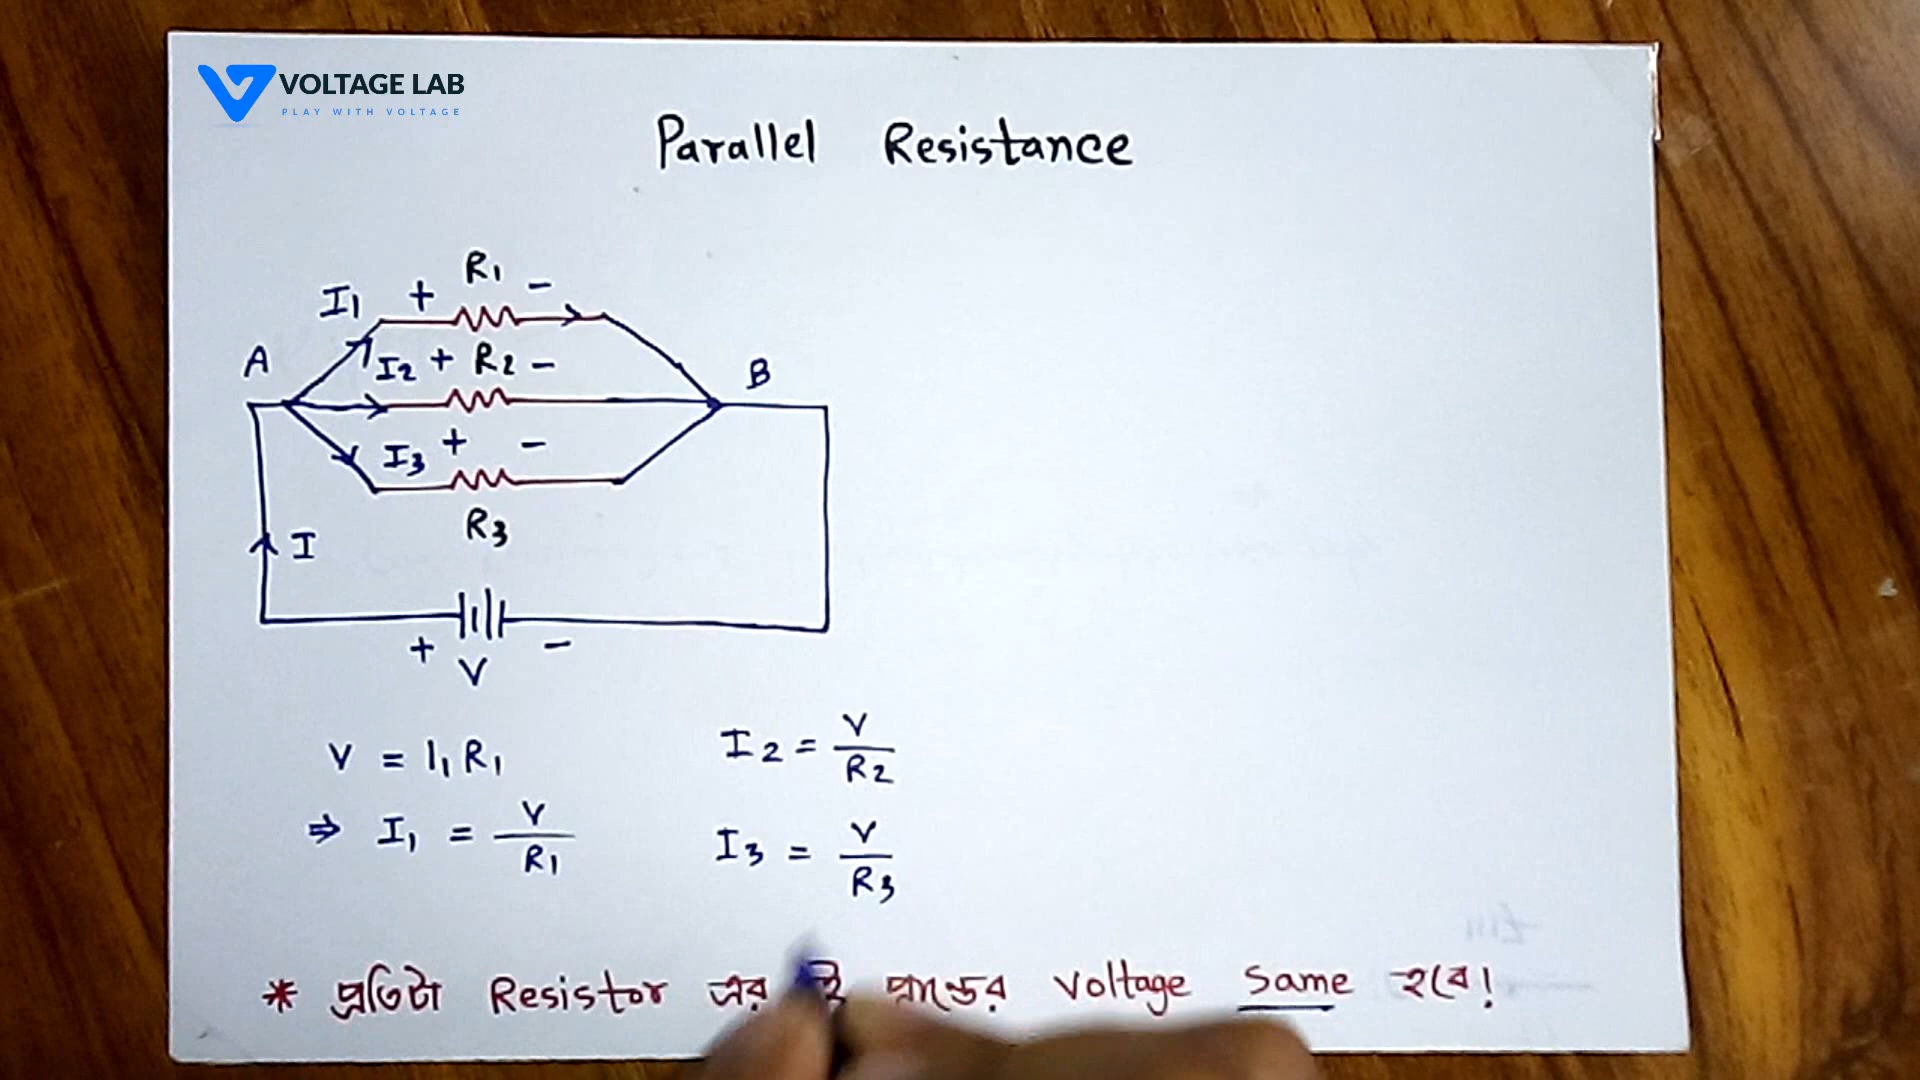 VOLTAGE LAB
PLAY WITH VOLTAGE
Parallel Resistance
R1
I1 + -
A I2 + R2 - B
I3 + -
R3
I
+ V -
V = I1 R1
⇒ I1 = V/R1
I2 = V/R2
I3 = V/R3
* প্রতিটা Resistor এর প্রান্তের Voltage Same হবে!